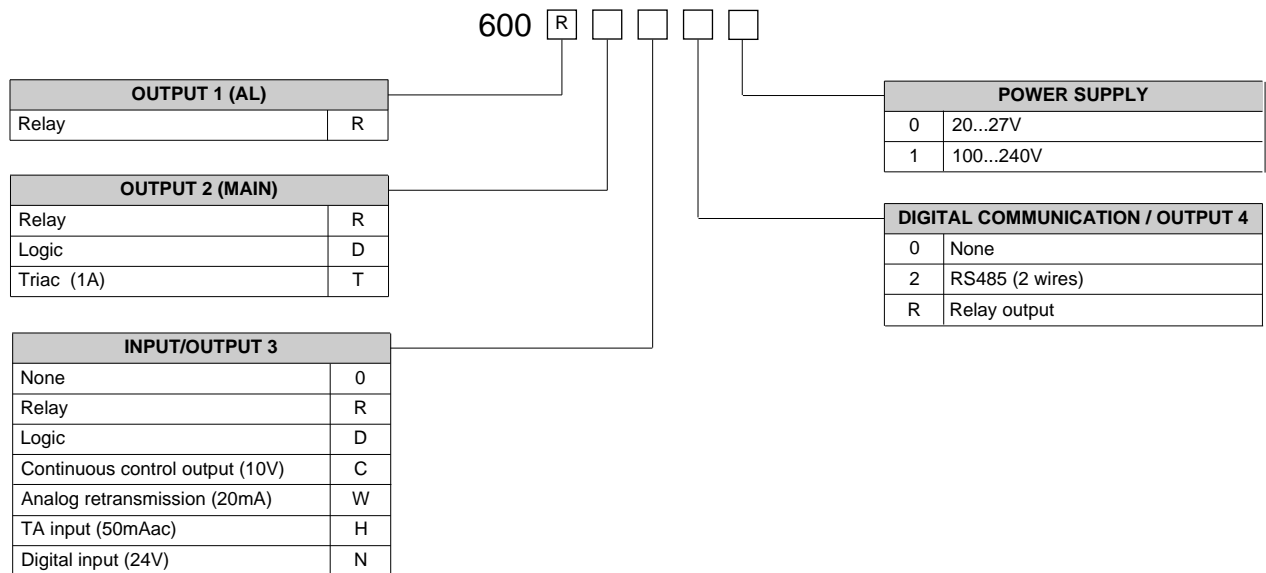 600 R
OUTPUT 1 (AL)
Relay R
OUTPUT 2 (MAIN)
Relay R
Logic D
Triac (1A) T
INPUT/OUTPUT 3
None 0
Relay R
Logic D
Continuous control output (10V) C
Analog retransmission (20mA) W
TA input (50mAac) H
Digital input (24V) N
POWER SUPPLY
0 20...27V
1 100...240V
DIGITAL COMMUNICATION / OUTPUT 4
0 None
2 RS485 (2 wires)
R Relay output